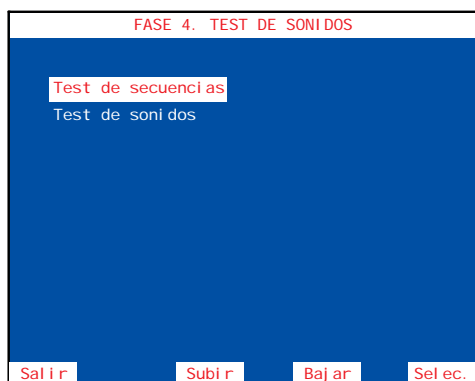 FASE 4. TEST DE SONIDOS
Test de secuencias
Test de sonidos
Salir Subir Bajar Selec.